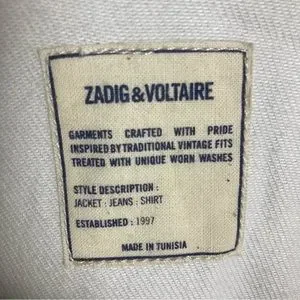 ZADIG&VOLTAIRE
GARMENTS CRAFTED WITH PRIDE
INSPIRED BY TRADITIONAL VINTAGE FITS
TREATED WITH UNIQUE WORN WASHES
STYLE DESCRIPTION :
JACKET : JEANS : SHIRT
ESTABLISHED : 1997
MADE IN TUNISIA